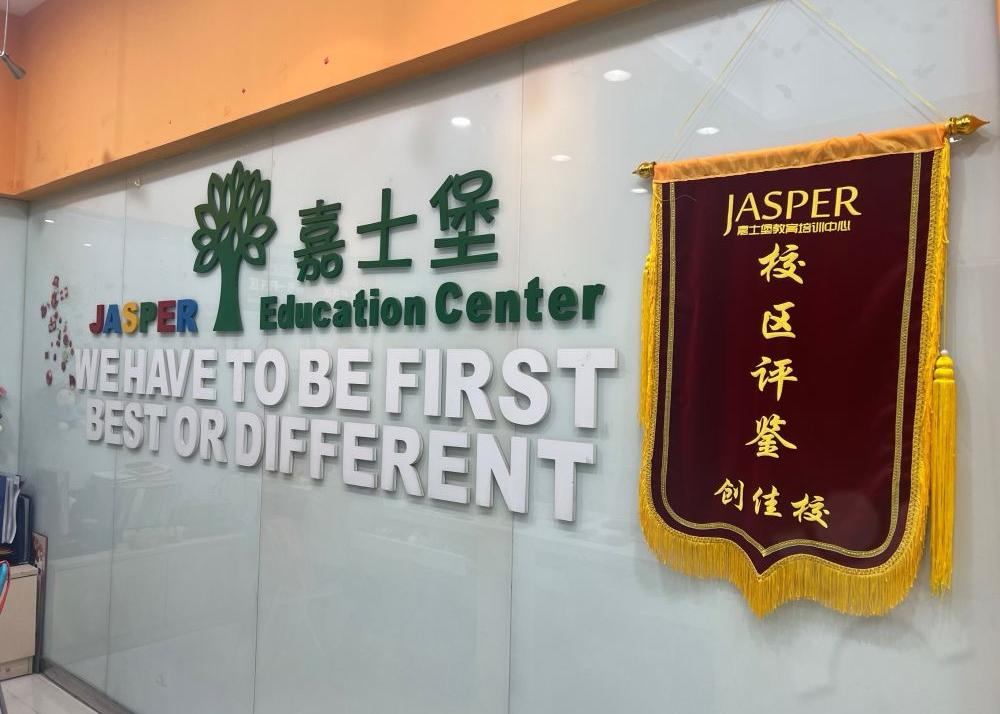 嘉士堡
JASPER
Education Center
WE HAVE TO BE FIRST
BEST OR DIFFERENT
JASPER
嘉士堡教育培训中心
校
区
评
鉴
创佳校